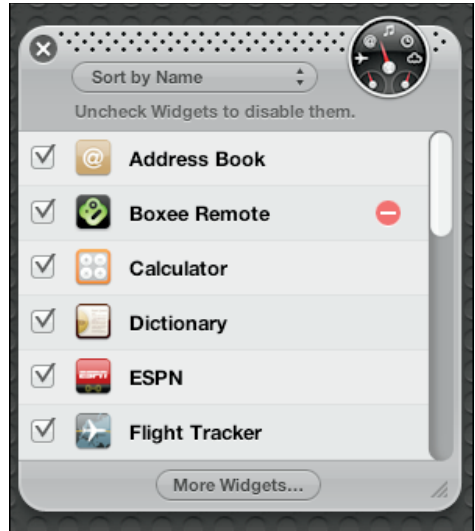 Sort by Name
Uncheck Widgets to disable them.
@ Address Book
Boxee Remote
Calculator
Dictionary
ESPN ESPN
Flight Tracker
More Widgets...